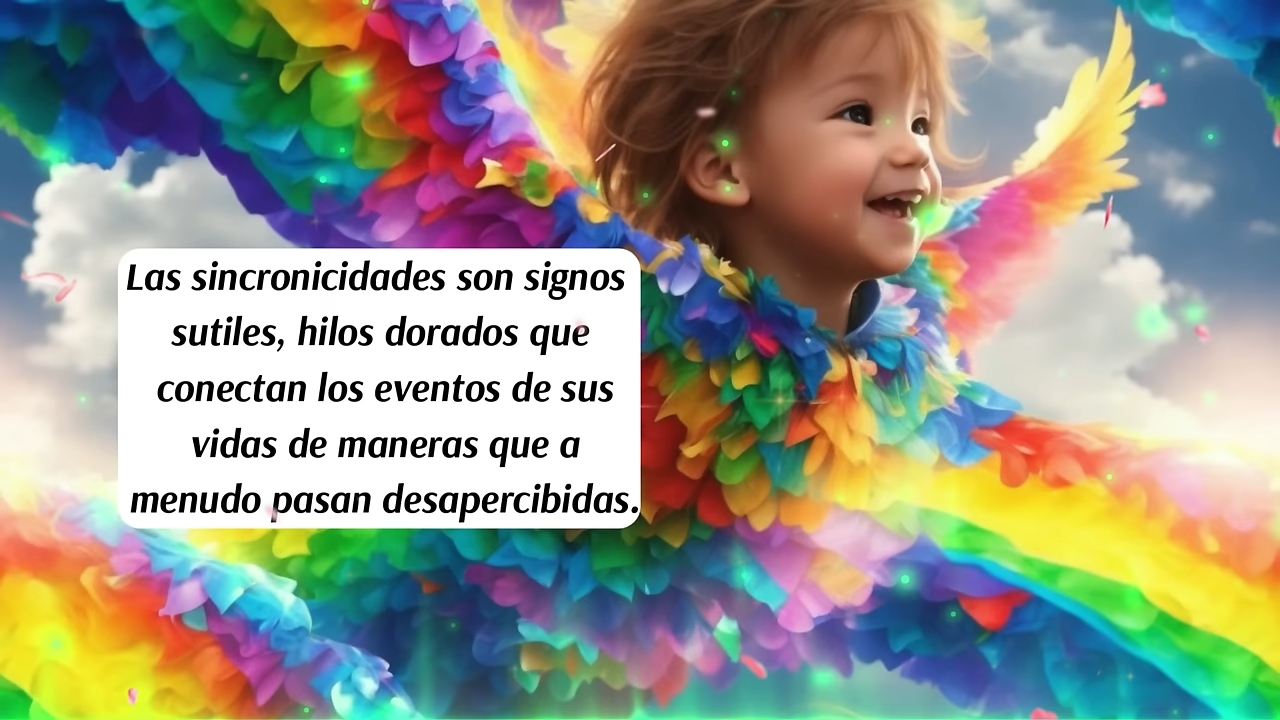 Las sincronicidades son signos
sutiles, hilos dorados que
conectan los eventos de sus
vidas de maneras que a
menudo pasan desapercibidas.